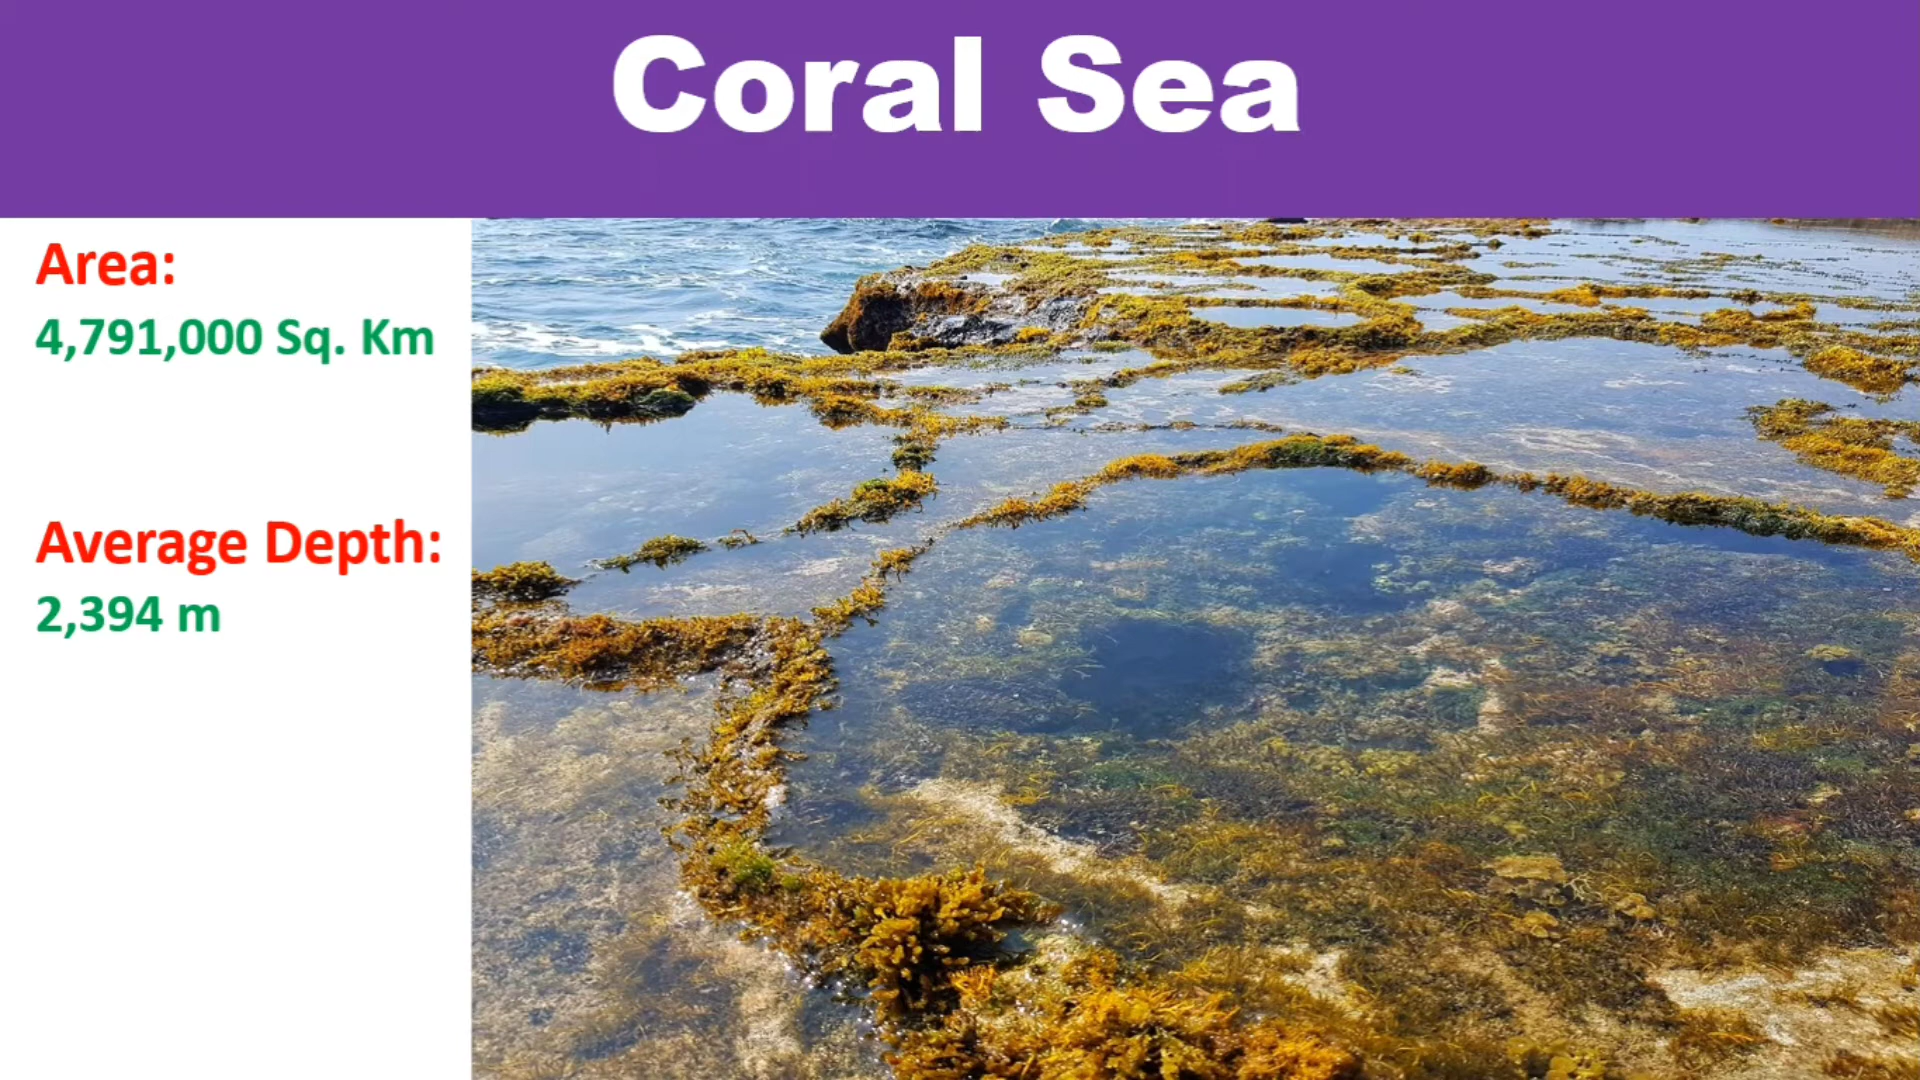 Coral Sea
Area:
4,791,000 Sq. Km
Average Depth:
2,394 m